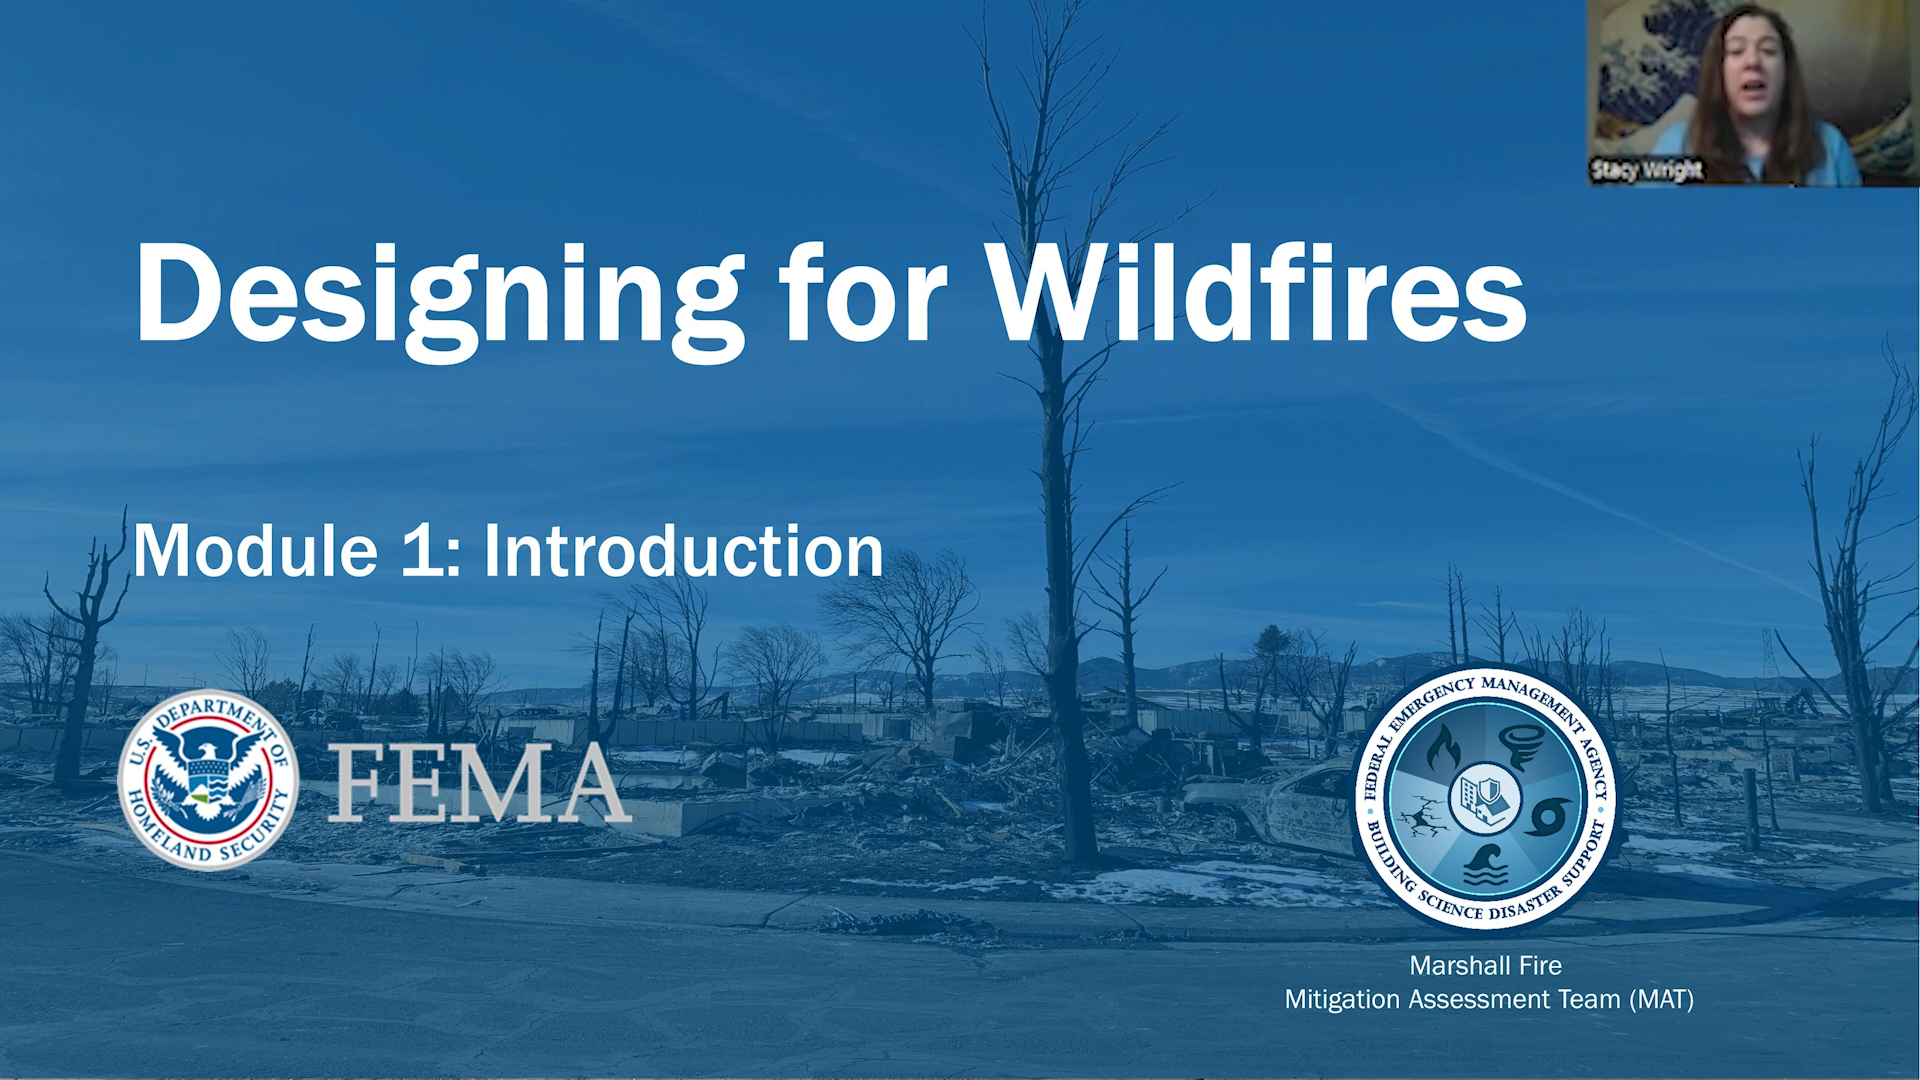 Stacy Wright
Designing for Wildfires
Module 1: Introduction
U.S. DEPARTMENT OF
HOMELAND SECURITY
FEMA
FEDERAL EMERGENCY MANAGEMENT AGENCY
BUILDING SCIENCE DISASTER SUPPORT
Marshall Fire
Mitigation Assessment Team (MAT)